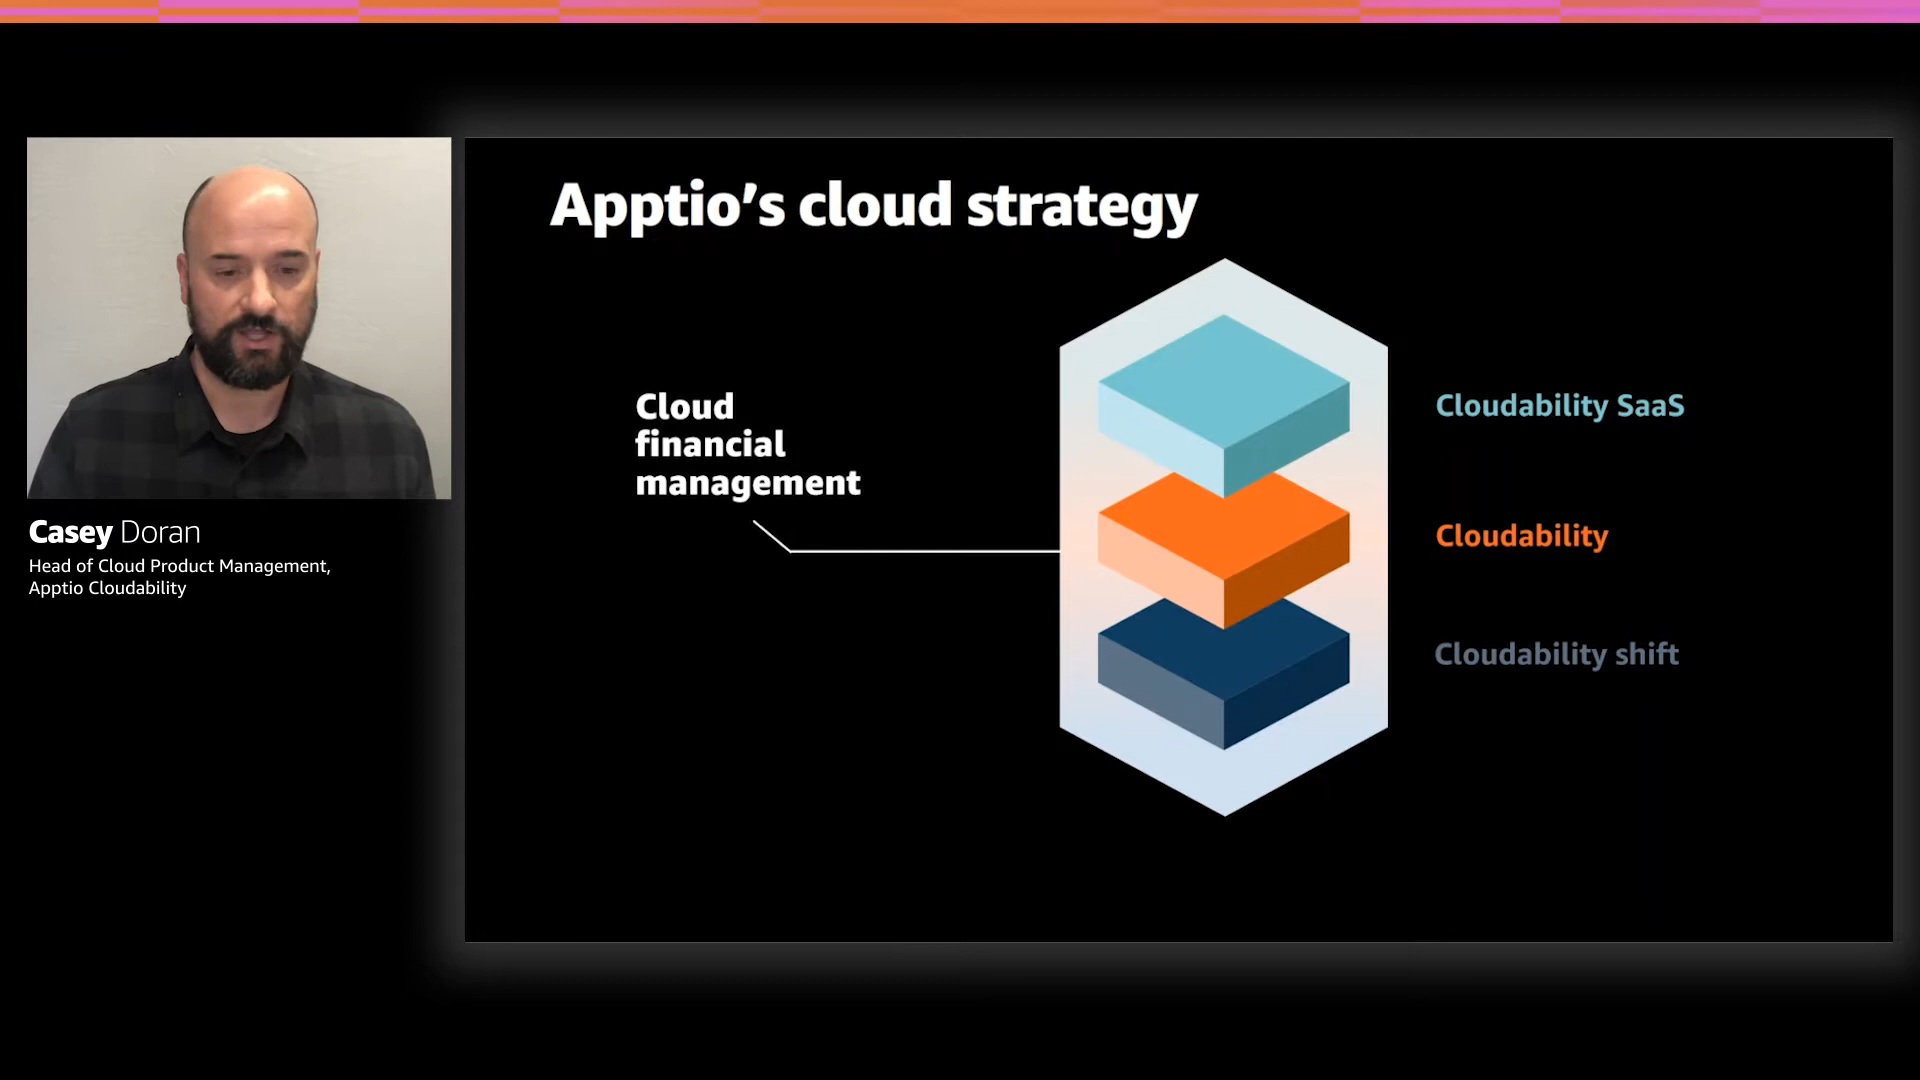 Apptio’s cloud strategy
Cloud
financial
management
Cloudability SaaS
Cloudability
Cloudability shift
Casey Doran
Head of Cloud Product Management,
Apptio Cloudability